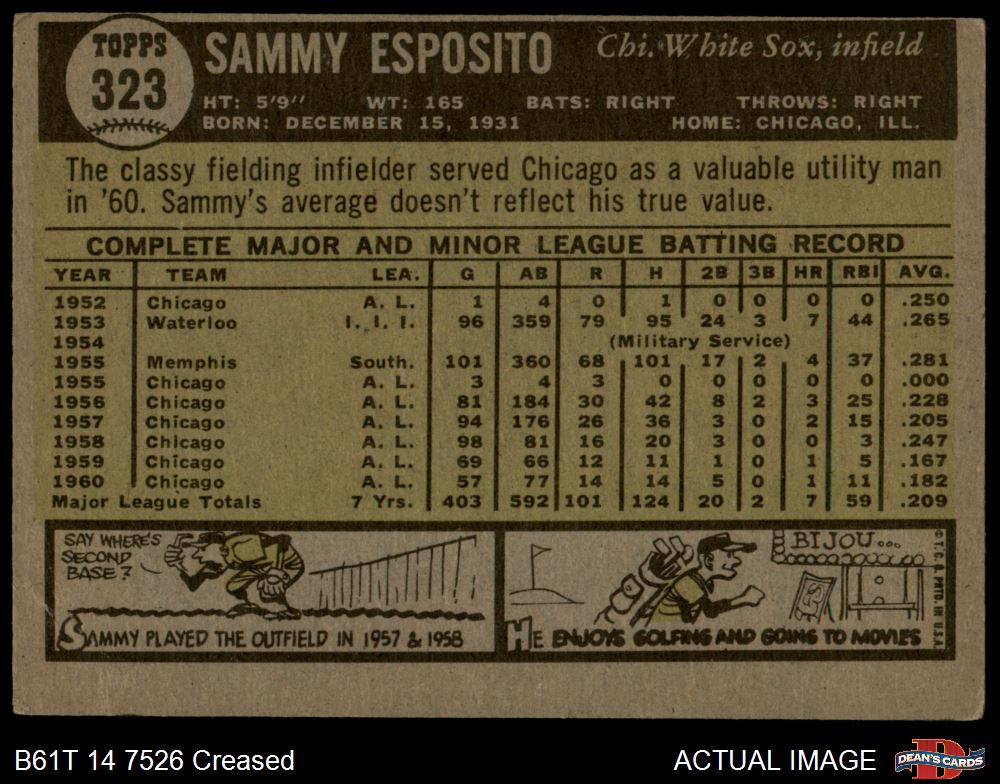 TOPPS
323
SAMMY ESPOSITO
Chi. White Sox, infield
HT: 5'9" WT: 165 BATS: RIGHT THROWS: RIGHT
BORN: DECEMBER 15, 1931 HOME: CHICAGO, ILL.
The classy fielding infielder served Chicago as a valuable utility man
in '60. Sammy's average doesn't reflect his true value.
COMPLETE MAJOR AND MINOR LEAGUE BATTING RECORD
YEAR TEAM LEA. G AB R H 2B 3B HR RBI AVG.
1952 Chicago A. L. 1 4 0 1 0 0 0 0 .250
1953 Waterloo I. I. I. 96 359 79 95 24 3 7 44 .265
1954 (Military Service)
1955 Memphis South. 101 360 68 101 17 2 4 37 .281
1955 Chicago A. L. 3 4 3 0 0 0 0 0 .000
1956 Chicago A. L. 81 184 30 42 8 2 3 25 .228
1957 Chicago A. L. 94 176 26 36 3 0 2 15 .205
1958 Chicago A. L. 98 81 16 20 3 0 0 3 .247
1959 Chicago A. L. 69 66 12 11 1 0 1 5 .167
1960 Chicago A. L. 57 77 14 14 5 0 1 11 .182
Major League Totals 7 Yrs. 403 592 101 124 20 2 7 59 .209
SAY WHERE'S
SECOND
BASE?
SAMMY PLAYED THE OUTFIELD IN 1957 & 1958
BIJOU...
HE ENJOYS GOLFING AND GOING TO MOVIES
© T. C. G. PRTD. IN U.S.A.
B61T 14 7526 Creased
ACTUAL IMAGE
DEAN'S CARDS